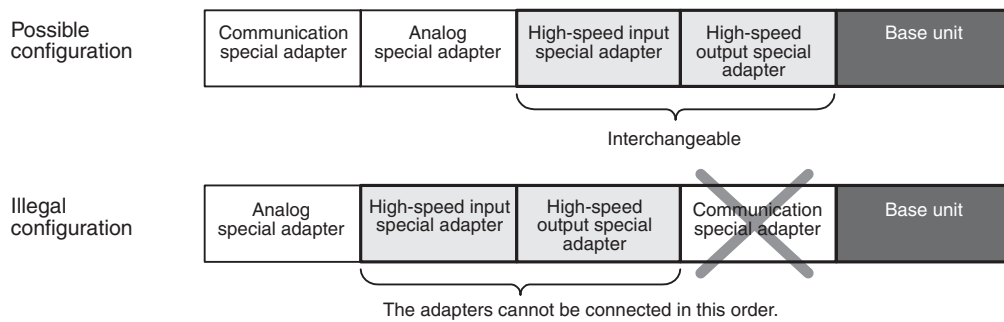 Possible
configuration
Communication
special adapter
Analog
special adapter
High-speed input
special adapter
High-speed
output special
adapter
Base unit
Interchangeable
Illegal
configuration
Analog
special adapter
High-speed input
special adapter
High-speed
output special
adapter
Communication
special adapter
Base unit
The adapters cannot be connected in this order.